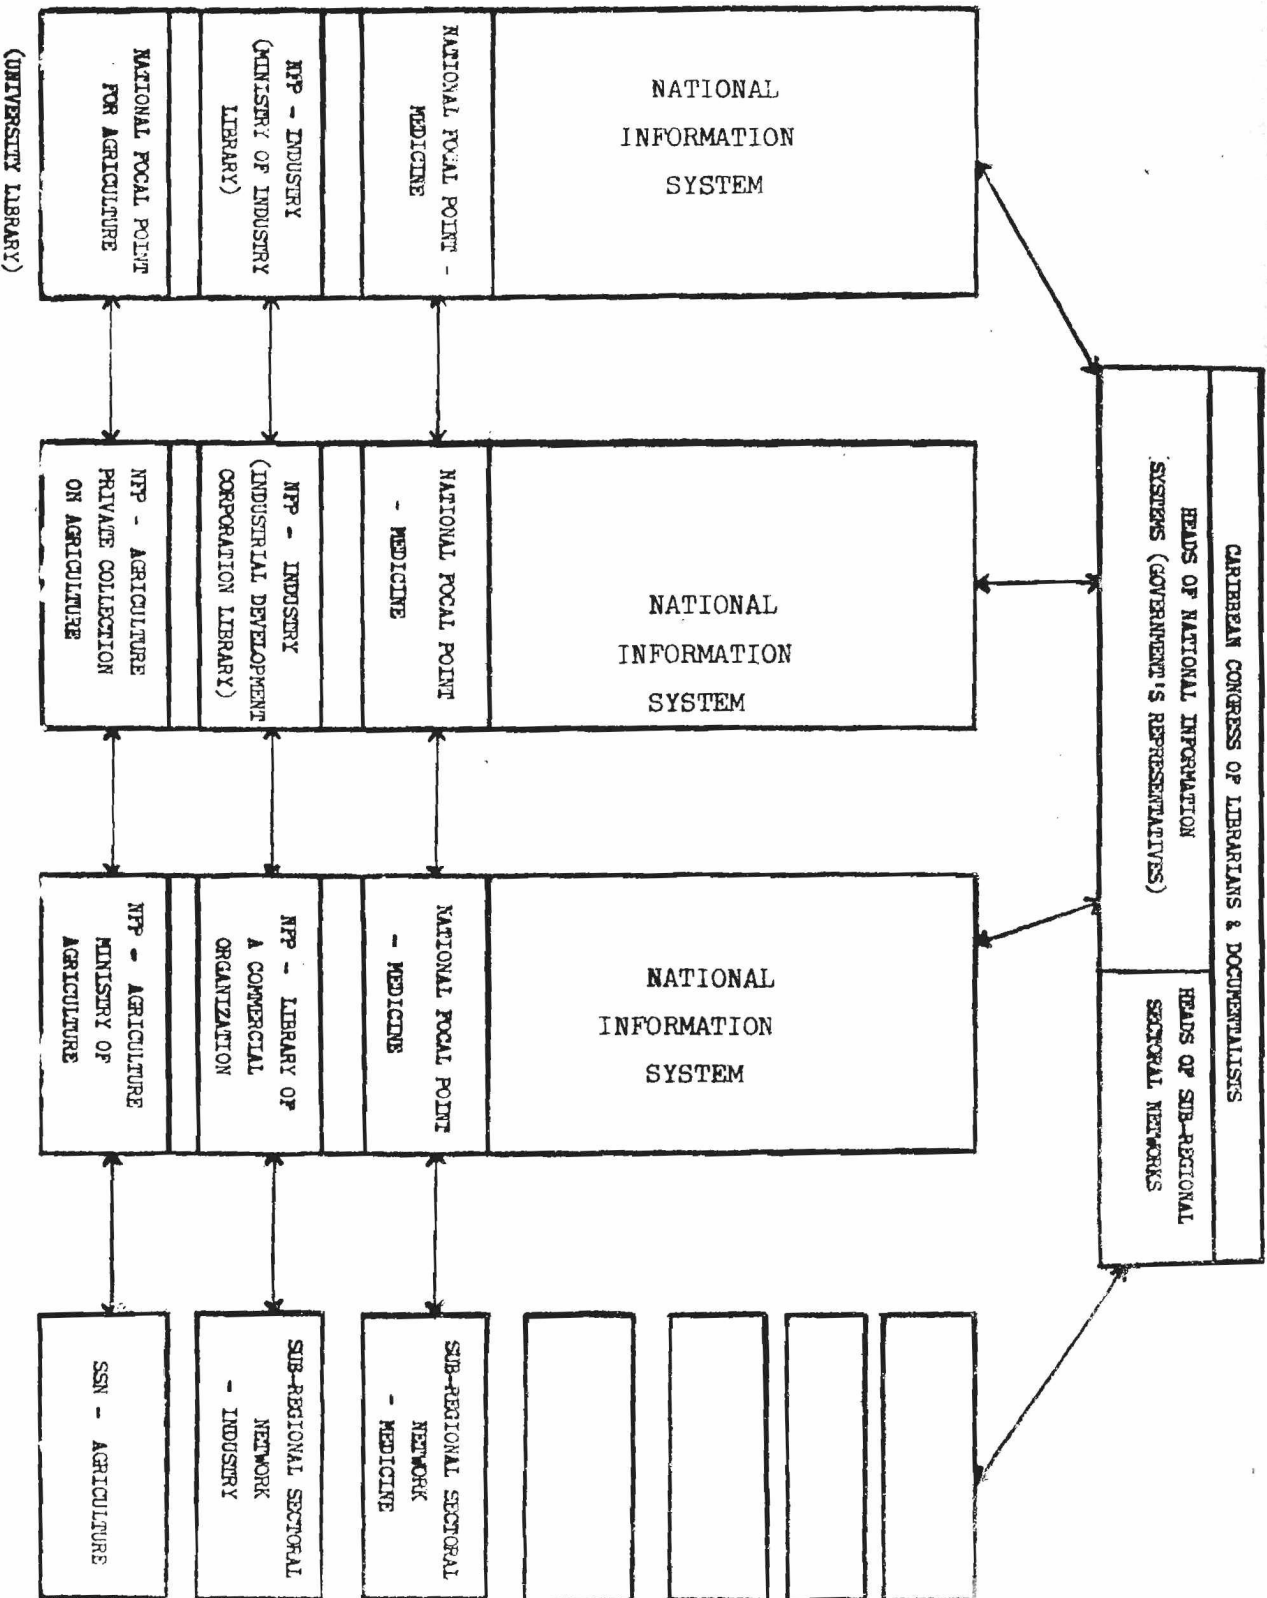 CARIBBEAN CONGRESS OF LIBRARIANS & DOCUMENTALISTS
HEADS OF NATIONAL INFORMATION
SYSTEMS (GOVERNMENT'S REPRESENTATIVES)
HEADS OF SUB-REGIONAL
SECTORAL NETWORKS
NATIONAL
INFORMATION
SYSTEM
NATIONAL FOCAL POINT -
MEDICINE
NFP - INDUSTRY
(MINISTRY OF INDUSTRY
LIBRARY)
NATIONAL FOCAL POINT
FOR AGRICULTURE
(UNIVERSITY LIBRARY)
NATIONAL
INFORMATION
SYSTEM
NATIONAL FOCAL POINT
- MEDICINE
NFP - INDUSTRY
(INDUSTRIAL DEVELOPMENT
CORPORATION LIBRARY)
NFP - AGRICULTURE
PRIVATE COLLECTION
ON AGRICULTURE
NATIONAL
INFORMATION
SYSTEM
NATIONAL FOCAL POINT
- MEDICINE
NFP - LIBRARY OF
A COMMERCIAL
ORGANIZATION
NFP - AGRICULTURE
MINISTRY OF
AGRICULTURE
SUB-REGIONAL SECTORAL
NETWORK
- MEDICINE
SUB-REGIONAL SECTORAL
NETWORK
- INDUSTRY
SSN - AGRICULTURE